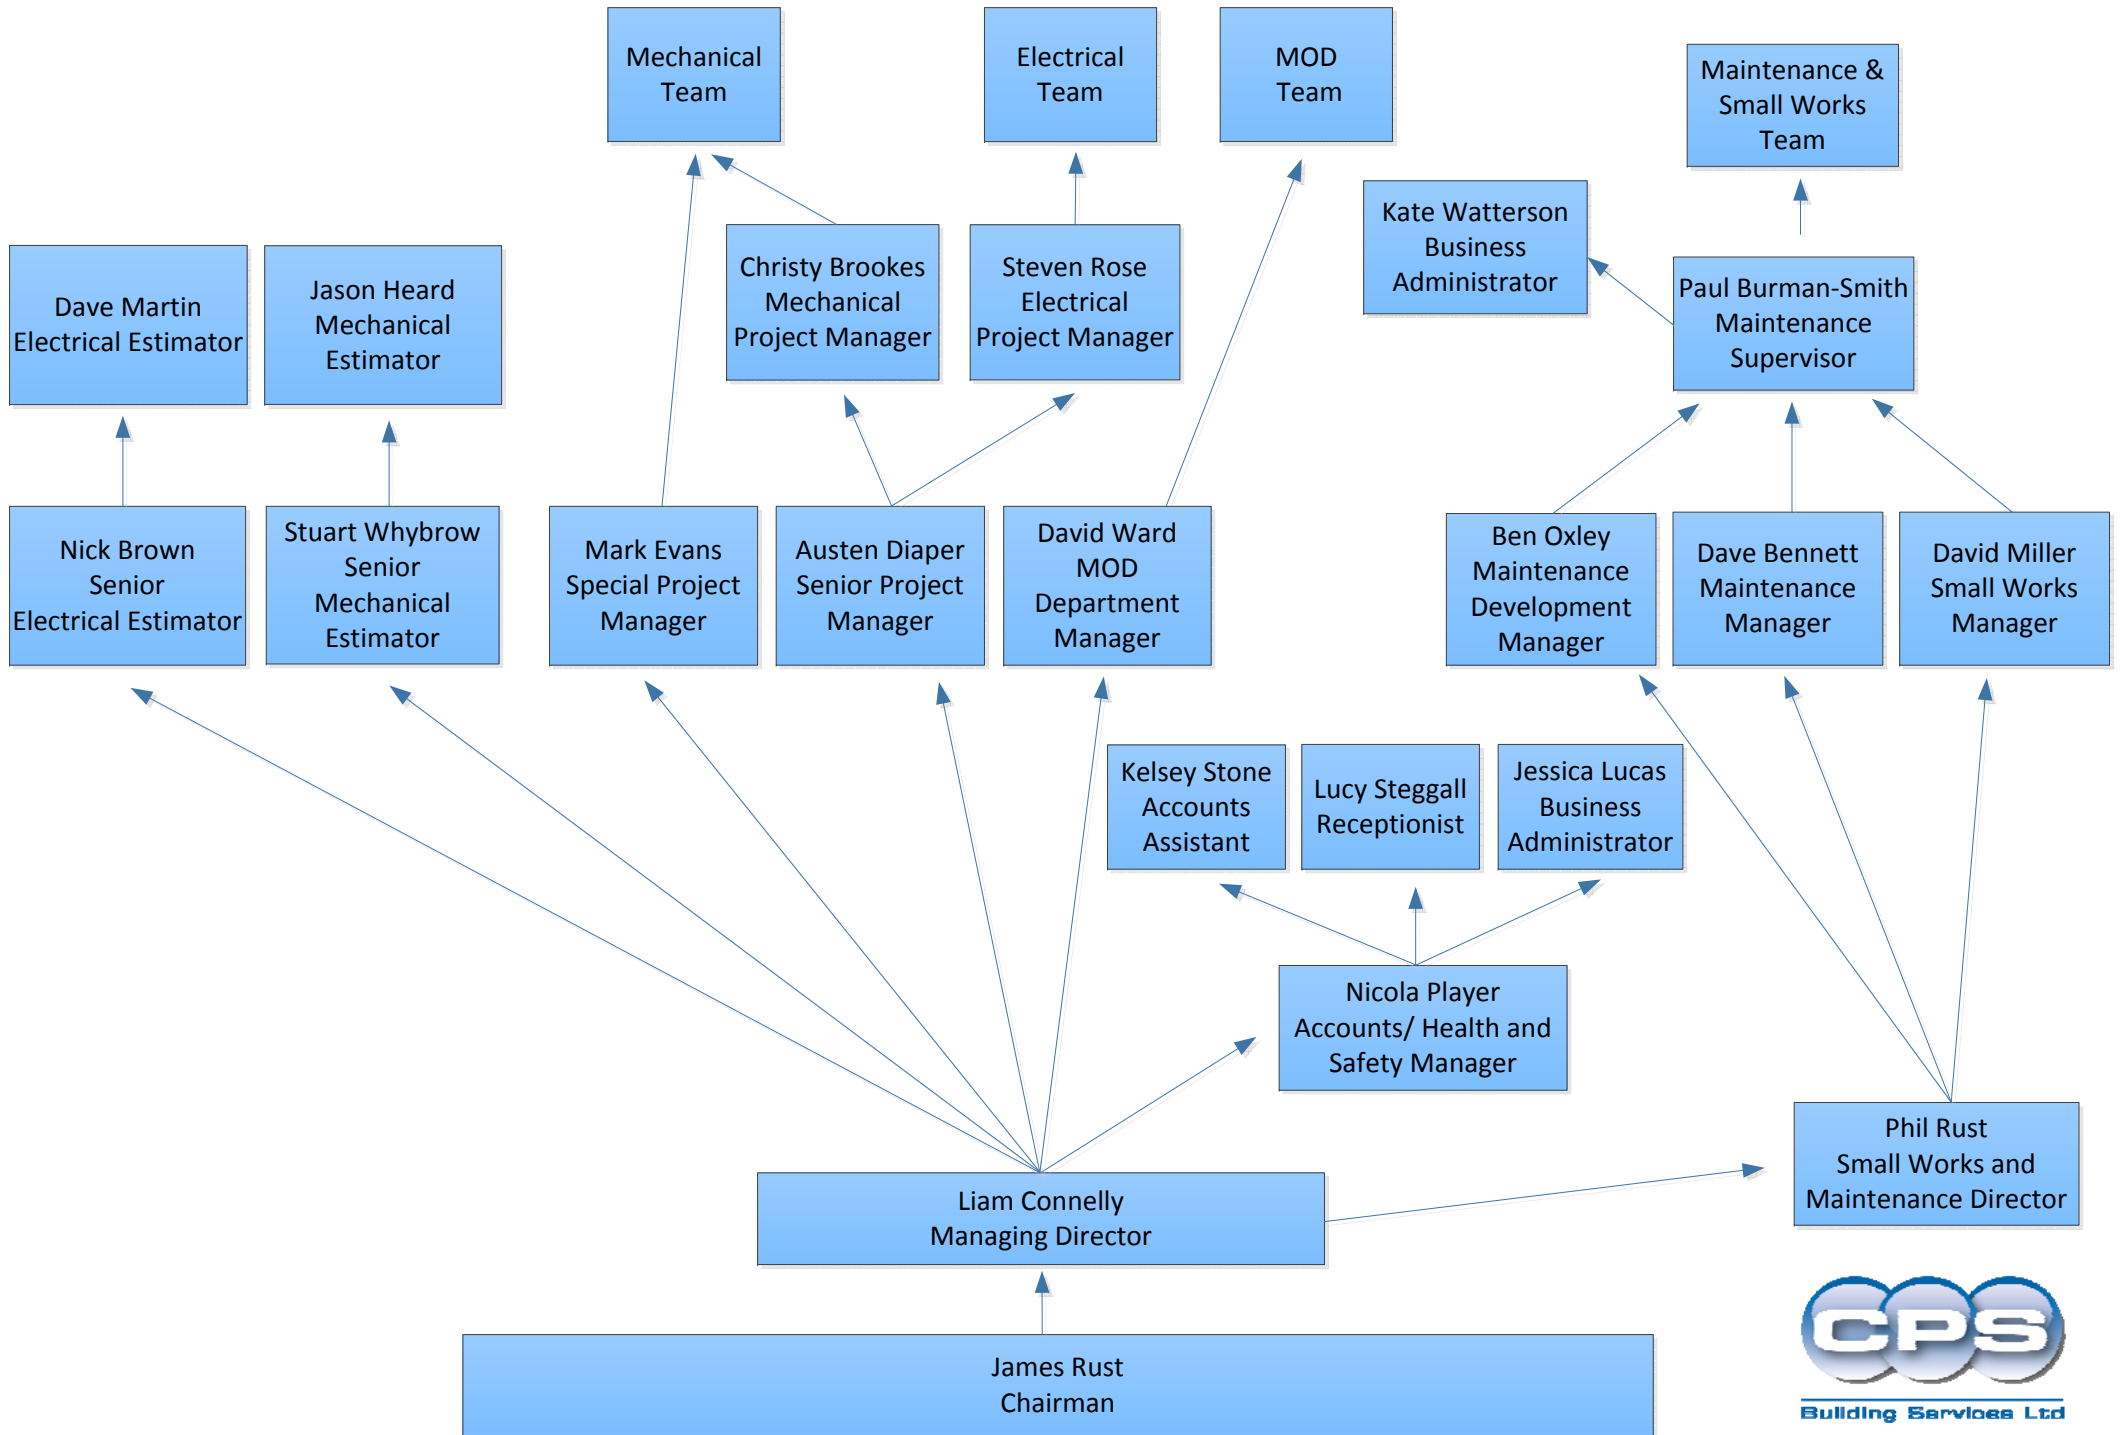 Mechanical
Team
Electrical
Team
MOD
Team
Maintenance &
Small Works
Team
Kate Watterson
Business
Administrator
Dave Martin
Electrical Estimator
Jason Heard
Mechanical
Estimator
Christy Brookes
Mechanical
Project Manager
Steven Rose
Electrical
Project Manager
Paul Burman-Smith
Maintenance
Supervisor
Nick Brown
Senior
Electrical Estimator
Stuart Whybrow
Senior
Mechanical
Estimator
Mark Evans
Special Project
Manager
Austen Diaper
Senior Project
Manager
David Ward
MOD
Department
Manager
Ben Oxley
Maintenance
Development
Manager
Dave Bennett
Maintenance
Manager
David Miller
Small Works
Manager
Kelsey Stone
Accounts
Assistant
Lucy Steggall
Receptionist
Jessica Lucas
Business
Administrator
Nicola Player
Accounts/ Health and
Safety Manager
Phil Rust
Small Works and
Maintenance Director
Liam Connelly
Managing Director
James Rust
Chairman
CPS
Building Services Ltd